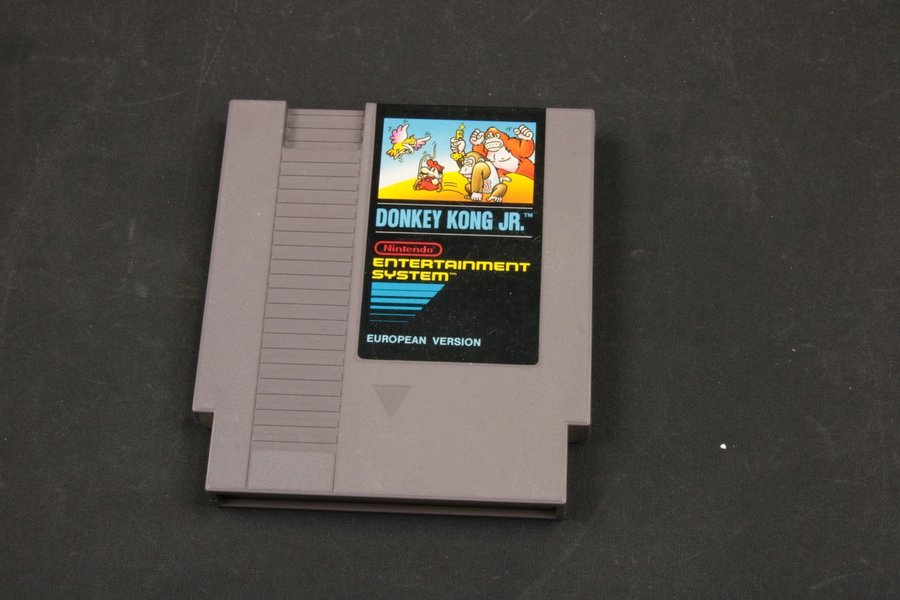 DONKEY KONG JR.™
Nintendo®
ENTERTAINMENT
SYSTEM™
EUROPEAN VERSION